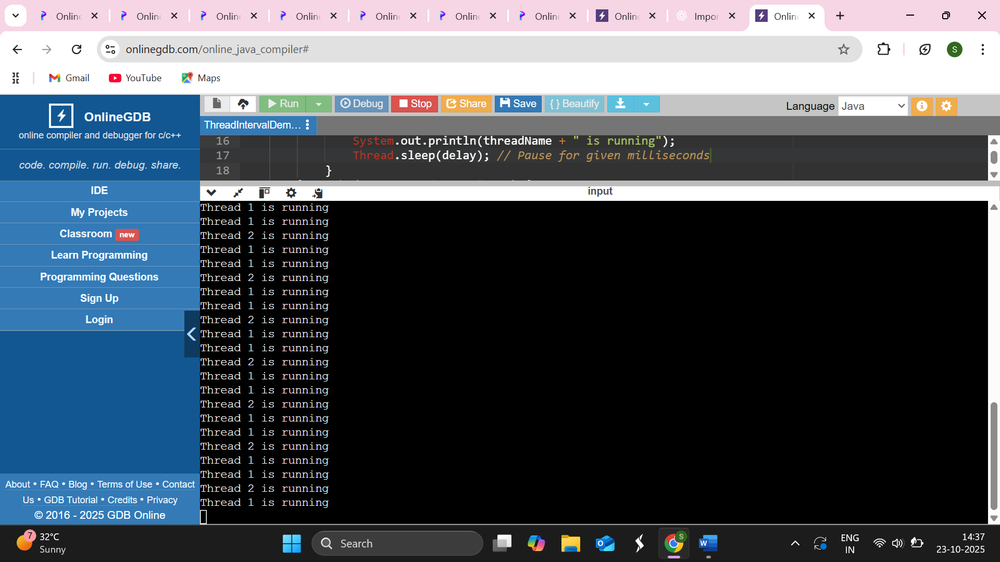 Online
Online
Online
Online
Online
Online
Online
Online
Impor
Online
onlinegdb.com/online_java_compiler#
S
Gmail
YouTube
Maps
OnlineGDB
online compiler and debugger for c/c++
code. compile. run. debug. share.
IDE
My Projects
Classroom new
Learn Programming
Programming Questions
Sign Up
Login
About • FAQ • Blog • Terms of Use • Contact
Us • GDB Tutorial • Credits • Privacy
© 2016 - 2025 GDB Online
Run
Debug
Stop
Share
Save
{ } Beautify
Language Java
ThreadIntervalDem...
16 System.out.println(threadName + " is running");
17 Thread.sleep(delay); // Pause for given milliseconds
18 }
input
Thread 1 is running
Thread 1 is running
Thread 2 is running
Thread 1 is running
Thread 1 is running
Thread 2 is running
Thread 1 is running
Thread 1 is running
Thread 2 is running
Thread 1 is running
Thread 1 is running
Thread 2 is running
Thread 1 is running
Thread 1 is running
Thread 2 is running
Thread 1 is running
Thread 1 is running
Thread 2 is running
Thread 1 is running
Thread 1 is running
Thread 2 is running
Thread 1 is running
7
32°C
Sunny
Search
S
ENG
IN
14:37
23-10-2025